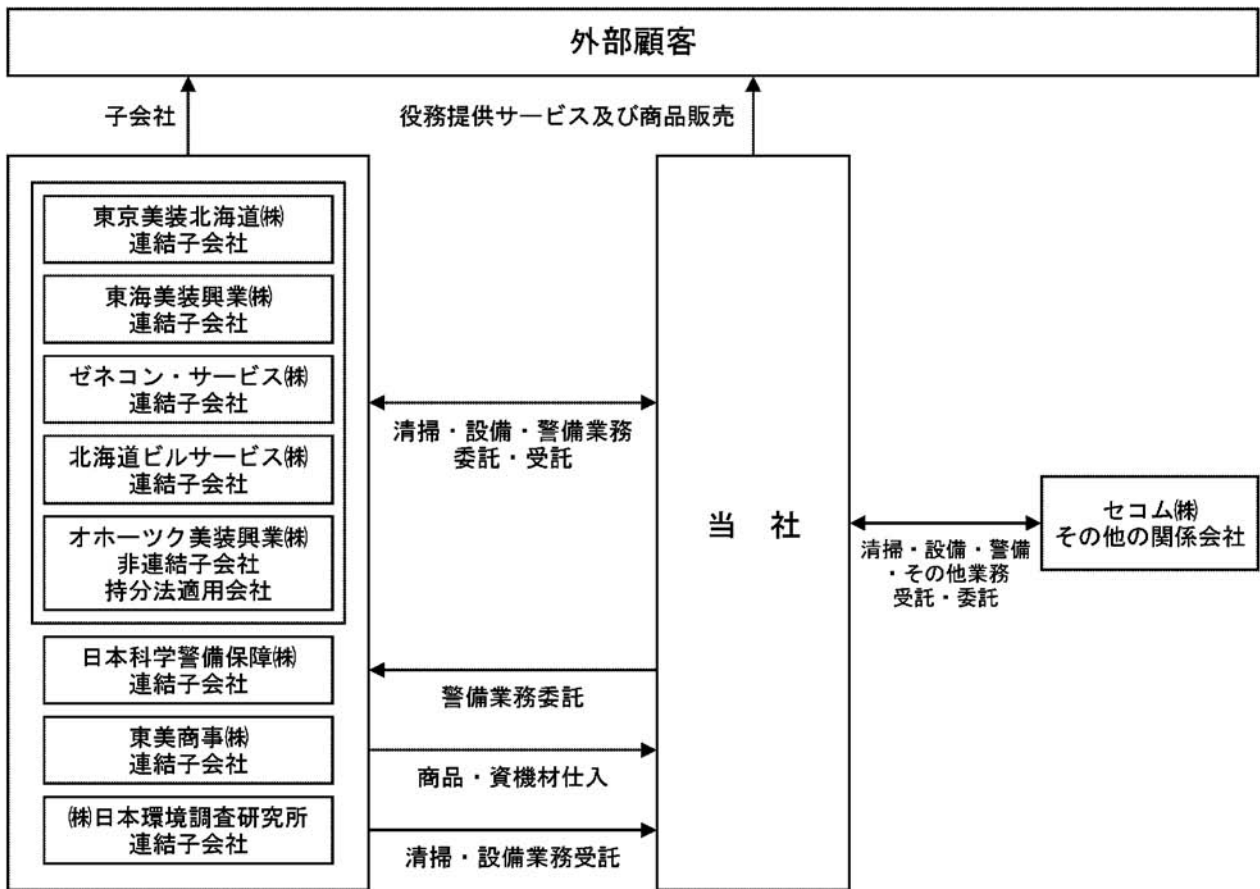 外部顧客
子会社
役務提供サービス及び商品販売
東京美装北海道㈱
連結子会社
東海美装興業㈱
連結子会社
ゼネコン・サービス㈱
連結子会社
北海道ビルサービス㈱
連結子会社
オホーツク美装興業㈱
非連結子会社
持分法適用会社
日本科学警備保障㈱
連結子会社
東美商事㈱
連結子会社
㈱日本環境調査研究所
連結子会社
清掃・設備・警備業務
委託・受託
警備業務委託
商品・資機材仕入
清掃・設備業務受託
当　社
清掃・設備・警備
・その他業務
受託・委託
セコム㈱
その他の関係会社